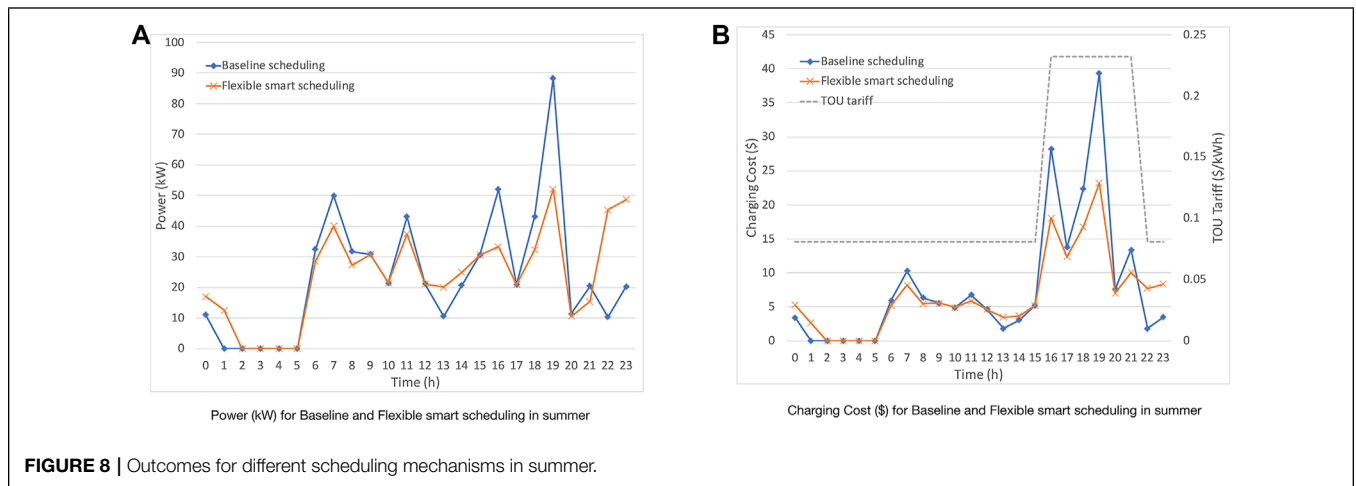 A
100
90
80
70
60
50
40
30
20
10
0
Power (kW)
Baseline scheduling
Flexible smart scheduling
0 1 2 3 4 5 6 7 8 9 10 11 12 13 14 15 16 17 18 19 20 21 22 23
Time (h)
Power (kW) for Baseline and Flexible smart scheduling in summer
B
45
40
35
30
25
20
15
10
5
0
Charging Cost ($)
Baseline scheduling
Flexible smart scheduling
TOU tariff
0.25
0.2
0.15
0.1
0.05
0
TOU Tariff ($/kWh)
0 1 2 3 4 5 6 7 8 9 10 11 12 13 14 15 16 17 18 19 20 21 22 23
Time (h)
Charging Cost ($) for Baseline and Flexible smart scheduling in summer
FIGURE 8 | Outcomes for different scheduling mechanisms in summer.